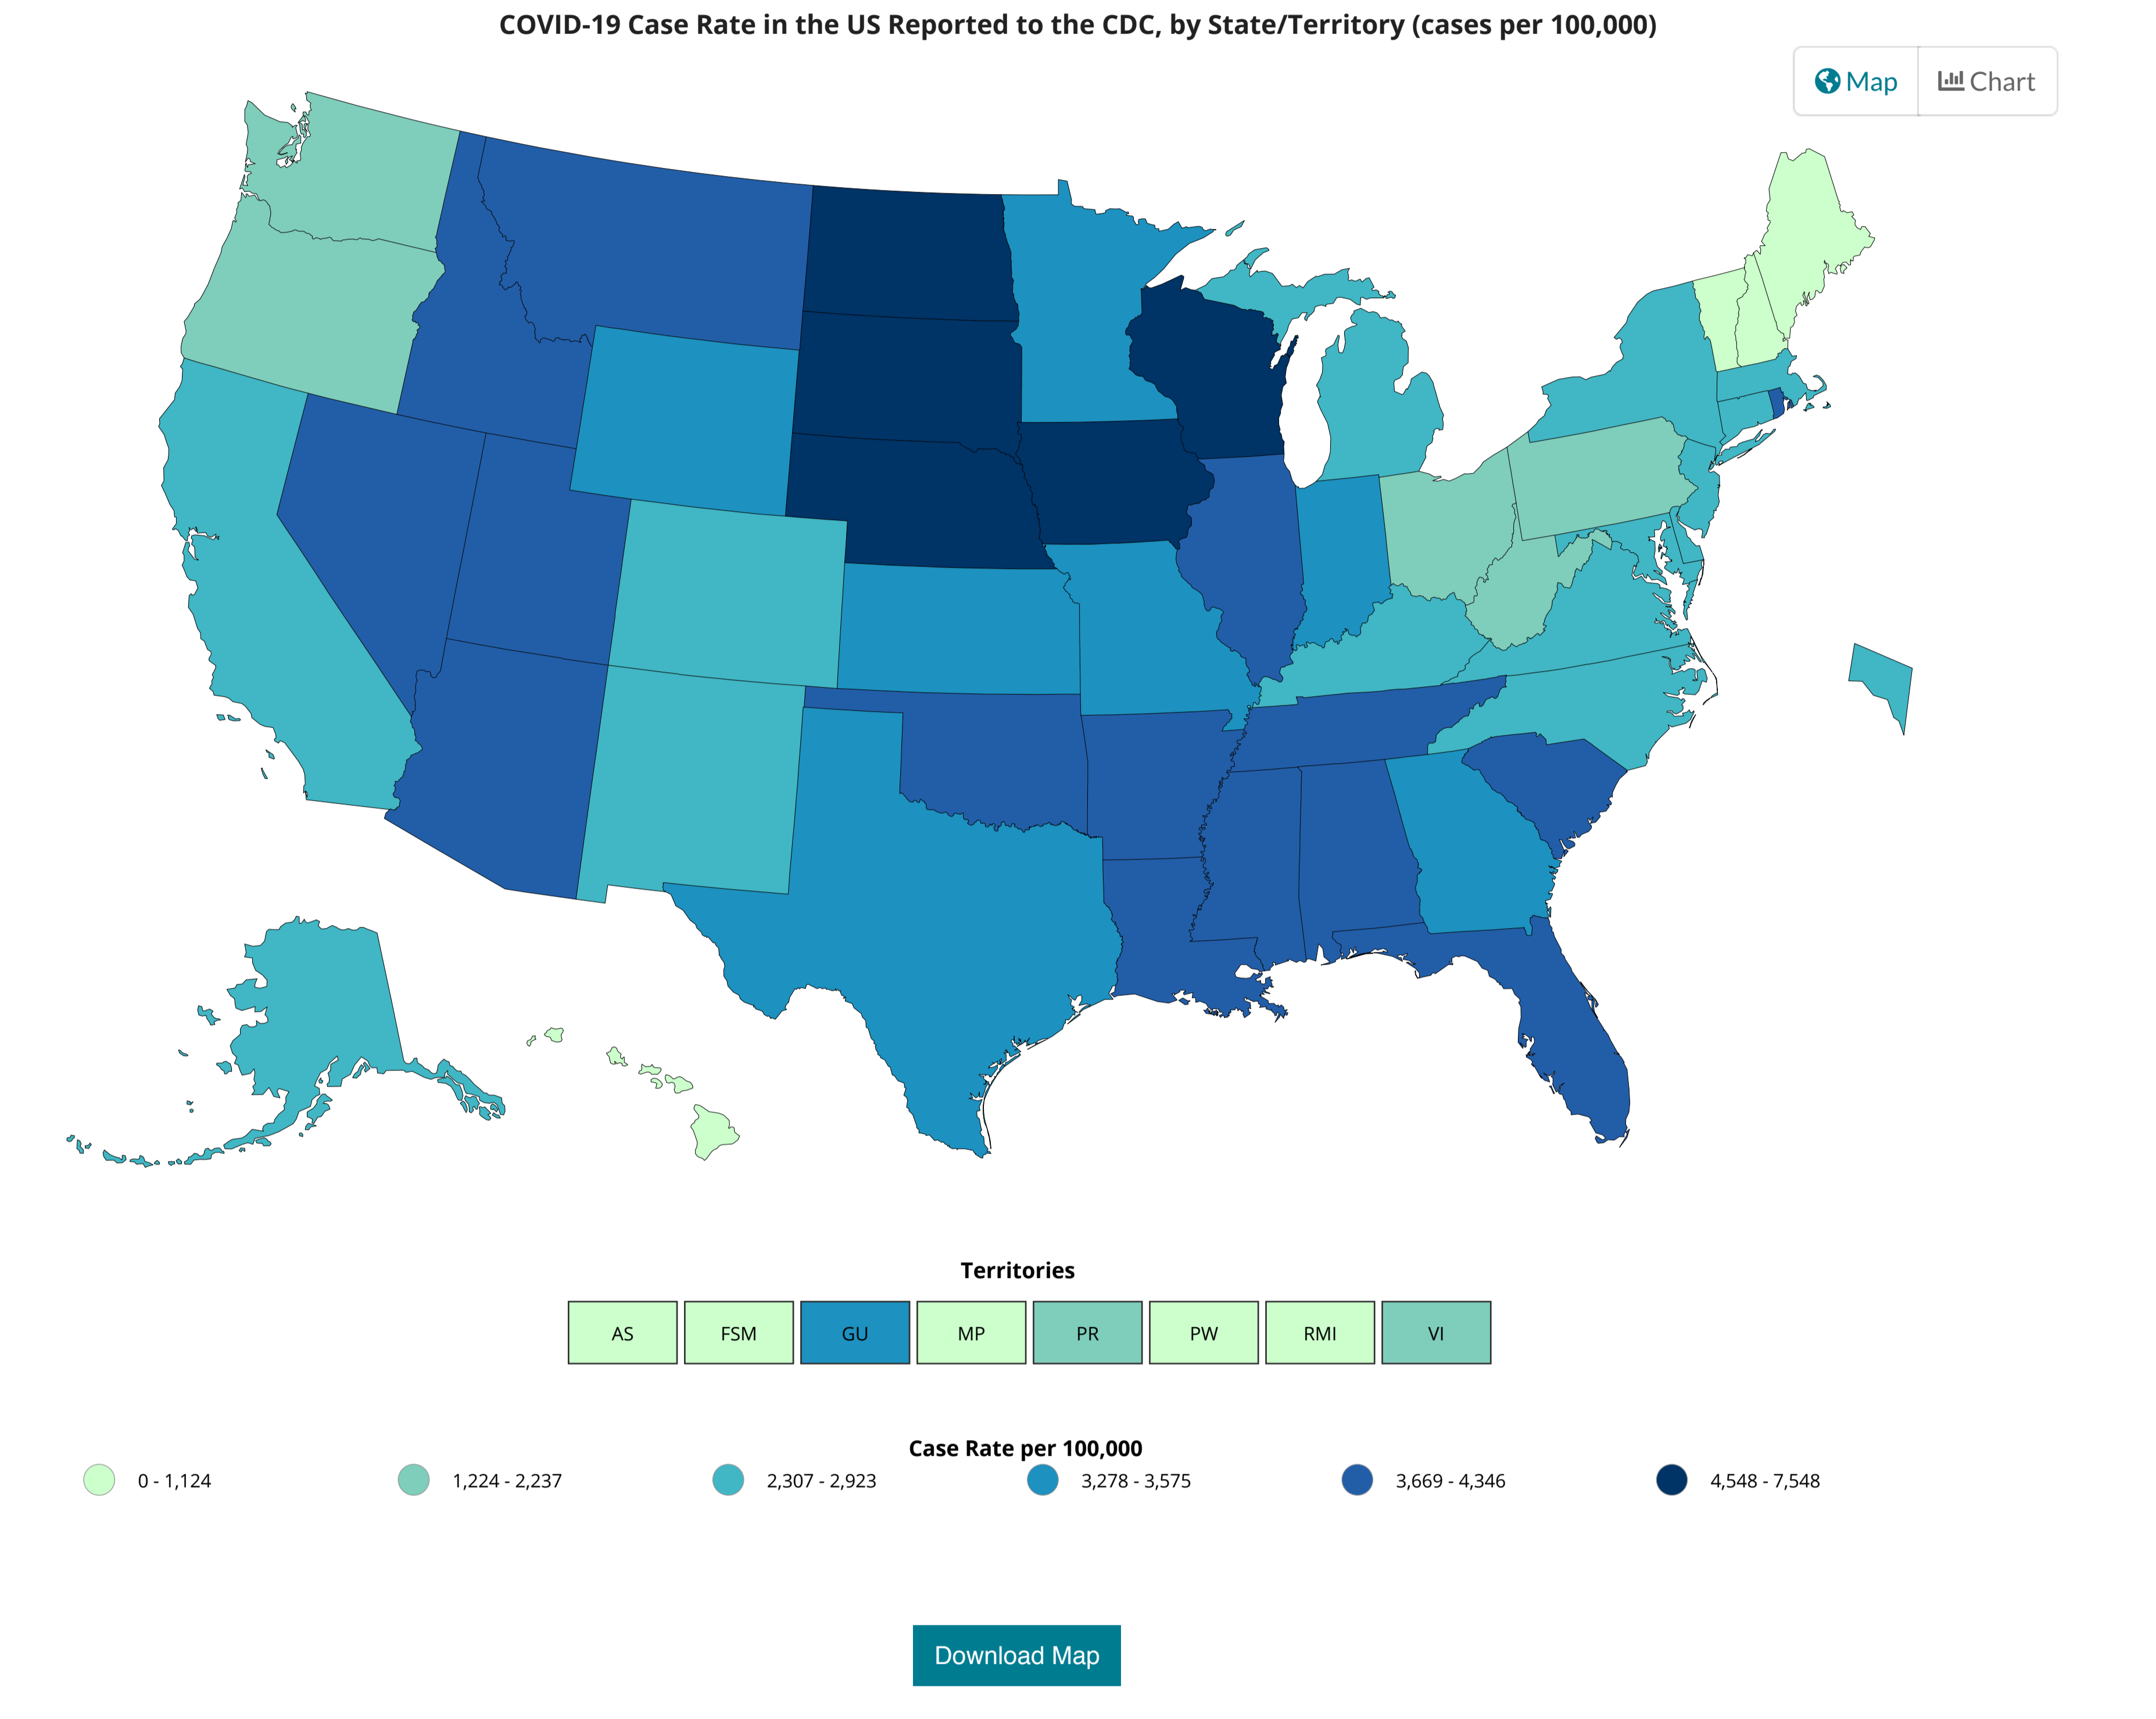 COVID-19 Case Rate in the US Reported to the CDC, by State/Territory (cases per 100,000)
Map Chart
Territories
AS FSM GU MP PR PW RMI VI
Case Rate per 100,000
0 - 1,124 1,224 - 2,237 2,307 - 2,923 3,278 - 3,575 3,669 - 4,346 4,548 - 7,548
Download Map